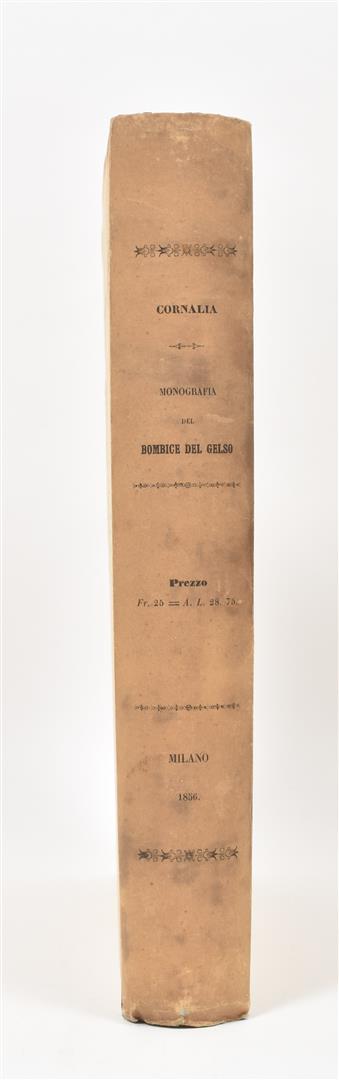 CORNALIA
MONOGRAFIA
DEL
BOMBICE DEL GELSO
Prezzo
Fr. 25 = A. L. 28. 75.
MILANO
1856.